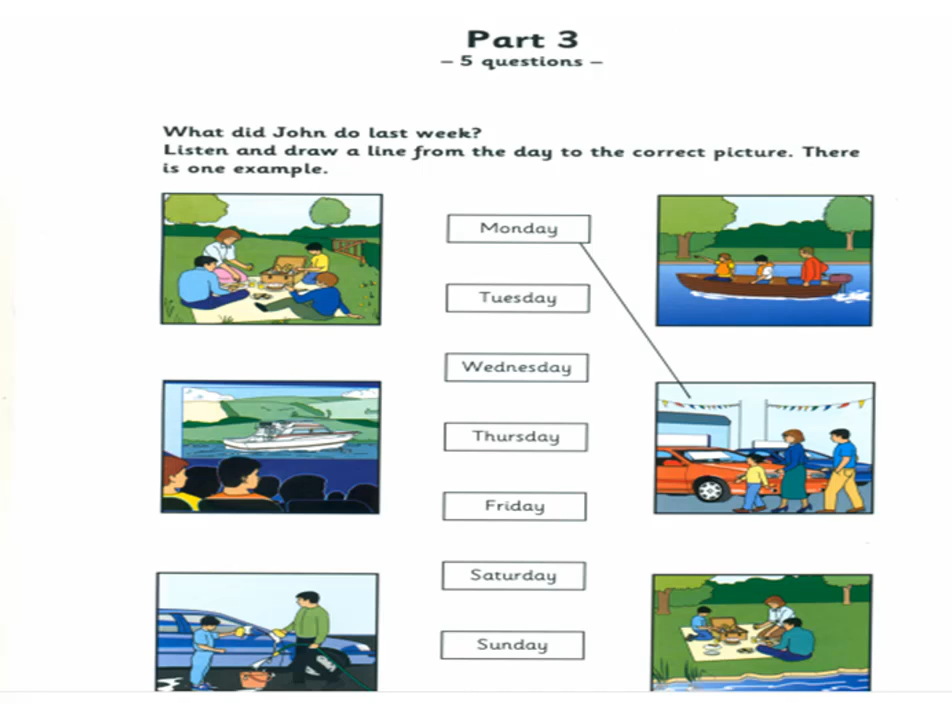 Part 3
– 5 questions –
What did John do last week?
Listen and draw a line from the day to the correct picture. There
is one example.
Monday
Tuesday
Wednesday
Thursday
Friday
Saturday
Sunday